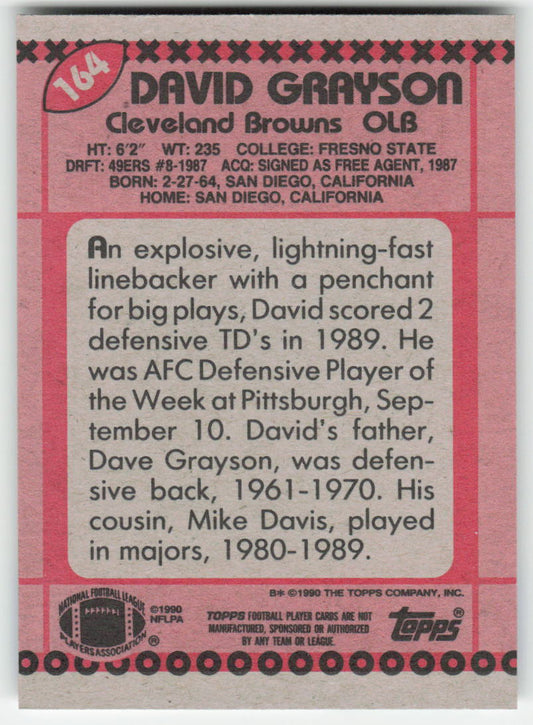 164
DAVID GRAYSON
Cleveland Browns OLB
HT: 6'2" WT: 235 COLLEGE: FRESNO STATE
DRFT: 49ERS #8-1987 ACQ: SIGNED AS FREE AGENT, 1987
BORN: 2-27-64, SAN DIEGO, CALIFORNIA
HOME: SAN DIEGO, CALIFORNIA
An explosive, lightning-fast
linebacker with a penchant
for big plays, David scored 2
defensive TD's in 1989. He
was AFC Defensive Player of
the Week at Pittsburgh, Sep-
tember 10. David's father,
Dave Grayson, was defen-
sive back, 1961-1970. His
cousin, Mike Davis, played
in majors, 1980-1989.
B* ©1990 THE TOPPS COMPANY, INC.
NATIONAL FOOTBALL LEAGUE
PLAYERS ASSOCIATION ®
©1990
NFLPA
TOPPS FOOTBALL PLAYER CARDS ARE NOT
MANUFACTURED, SPONSORED OR AUTHORIZED
BY ANY TEAM OR LEAGUE.
topps ®